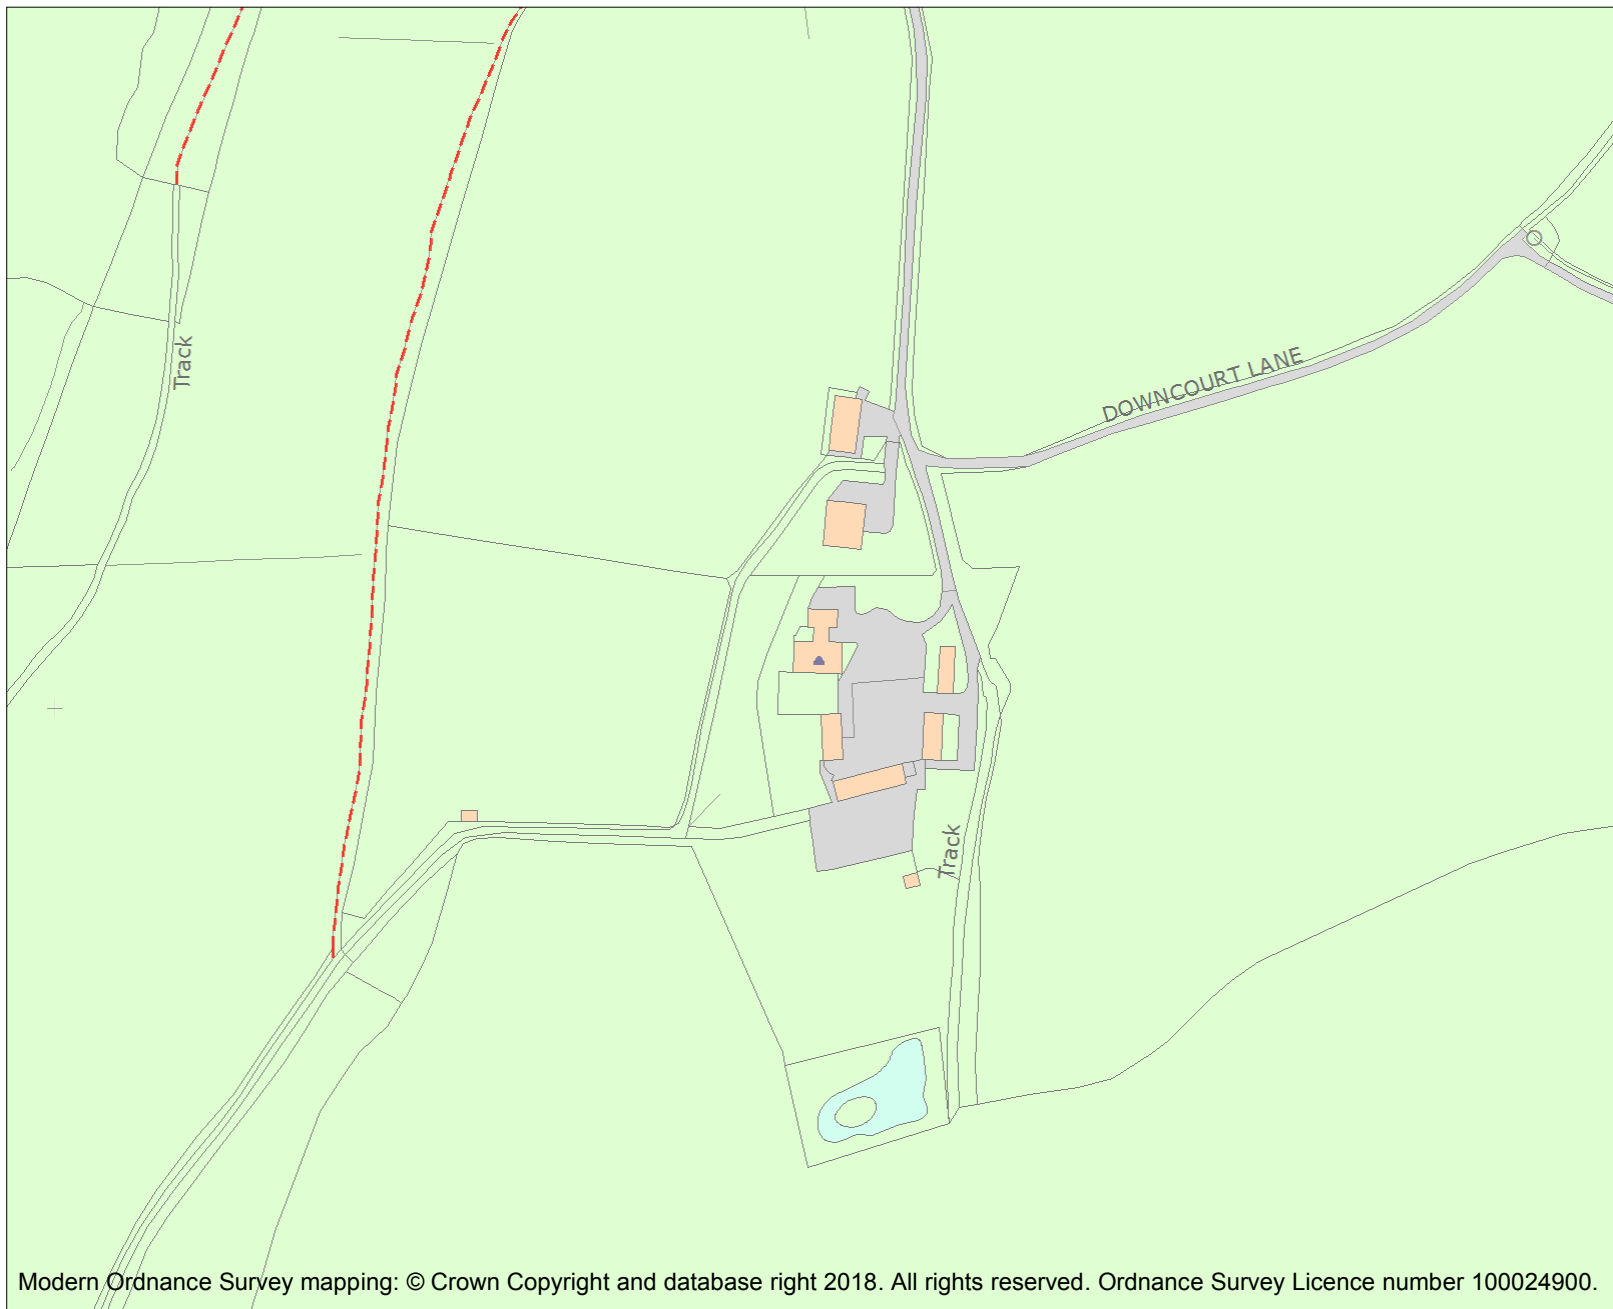 Track
DOWNCOURT LANE
Track
Modern Ordnance Survey mapping: © Crown Copyright and database right 2018. All rights reserved. Ordnance Survey Licence number 100024900.